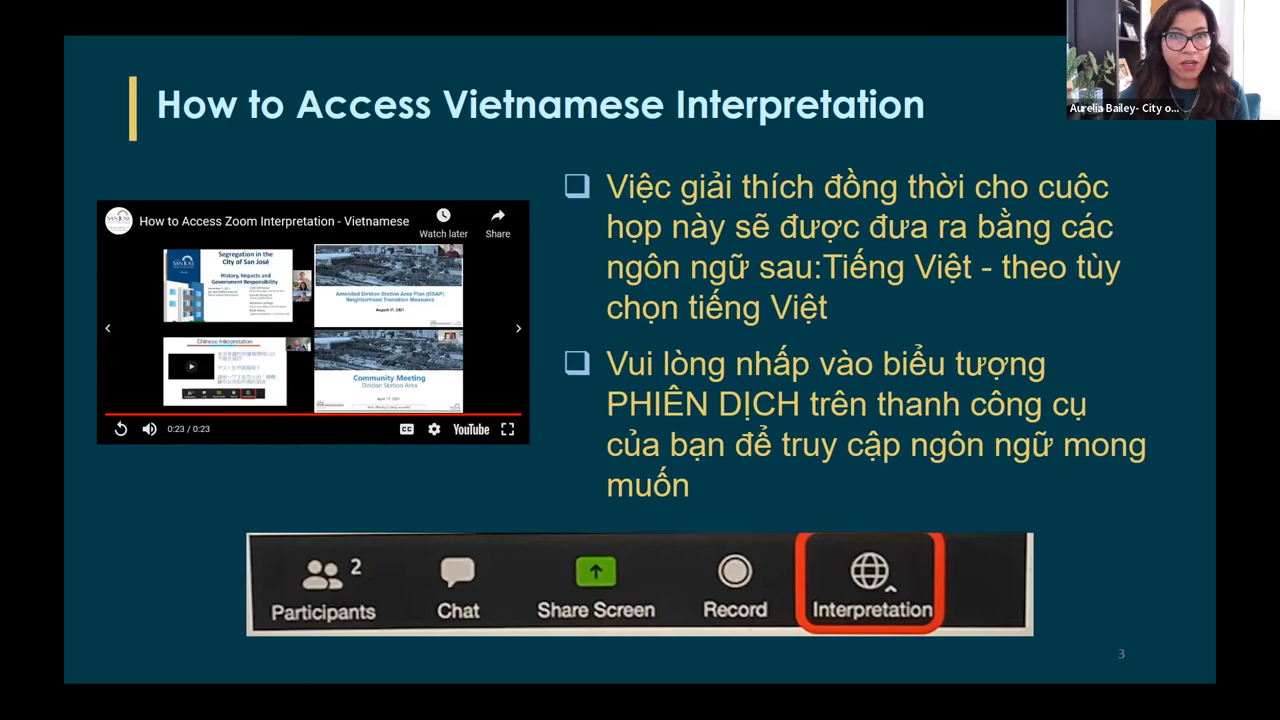 How to Access Vietnamese Interpretation
Aurelia Bailey- City o...
How to Access Zoom Interpretation - Vietnamese
Watch later
Share
Segregation in the
City of San José
History, Impacts and
Government Responsibility
Amended Diridon Station Area Plan (DSAP)
Neighborhood Transition Measures
August 31, 2021
Chinese Interpretation
Community Meeting
Diridon Station Area
0:23 / 0:23
CC
YouTube
Việc giải thích đồng thời cho cuộc
họp này sẽ được đưa ra bằng các
ngôn ngữ sau:Tiếng Việt - theo tùy
chọn tiếng Việt
Vui lòng nhấp vào biểu tượng
PHIÊN DỊCH trên thanh công cụ
của bạn để truy cập ngôn ngữ mong
muốn
2
Participants
Chat
Share Screen
Record
Interpretation
3